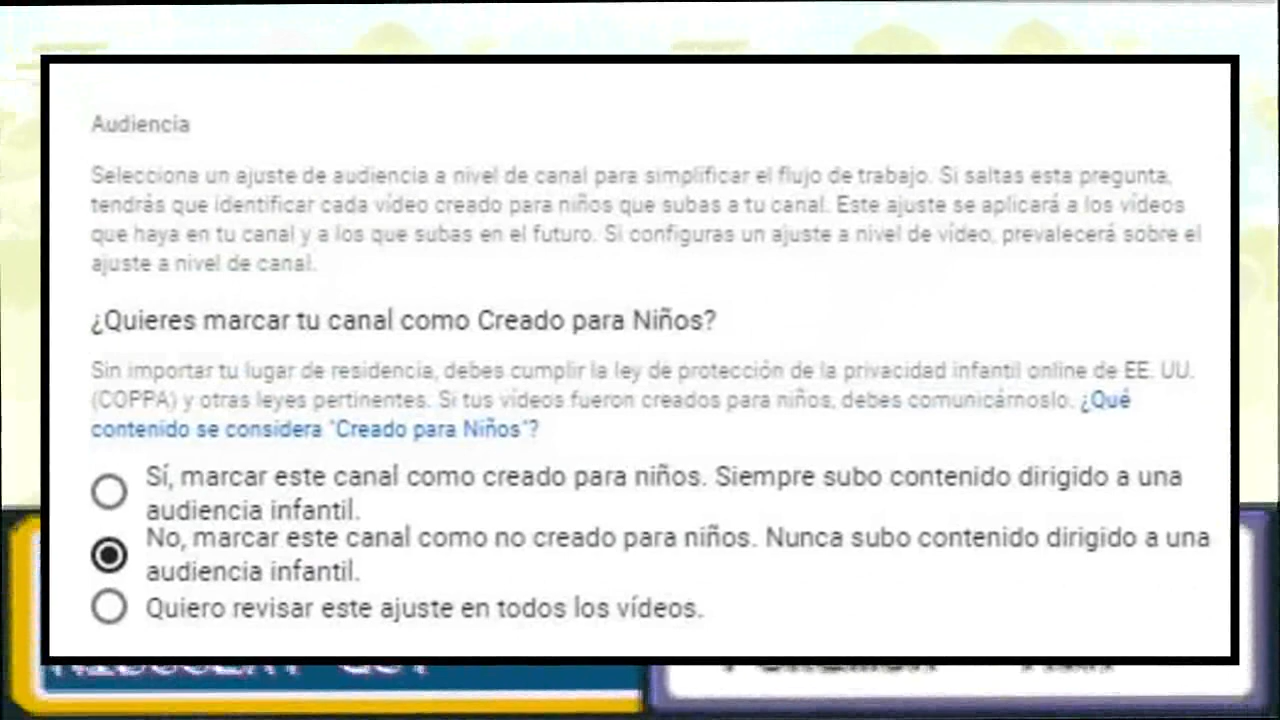 Audiencia
Selecciona un ajuste de audiencia a nivel de canal para simplificar el flujo de trabajo. Si saltas esta pregunta,
tendrás que identificar cada vídeo creado para niños que subas a tu canal. Este ajuste se aplicará a los vídeos
que haya en tu canal y a los que subas en el futuro. Si configuras un ajuste a nivel de vídeo, prevalecerá sobre el
ajuste a nivel de canal.
¿Quieres marcar tu canal como Creado para Niños?
Sin importar tu lugar de residencia, debes cumplir la ley de protección de la privacidad infantil online de EE. UU.
(COPPA) y otras leyes pertinentes. Si tus vídeos fueron creados para niños, debes comunicárnoslo. ¿Qué
contenido se considera "Creado para Niños"?
Sí, marcar este canal como creado para niños. Siempre subo contenido dirigido a una
audiencia infantil.
No, marcar este canal como no creado para niños. Nunca subo contenido dirigido a una
audiencia infantil.
Quiero revisar este ajuste en todos los vídeos.